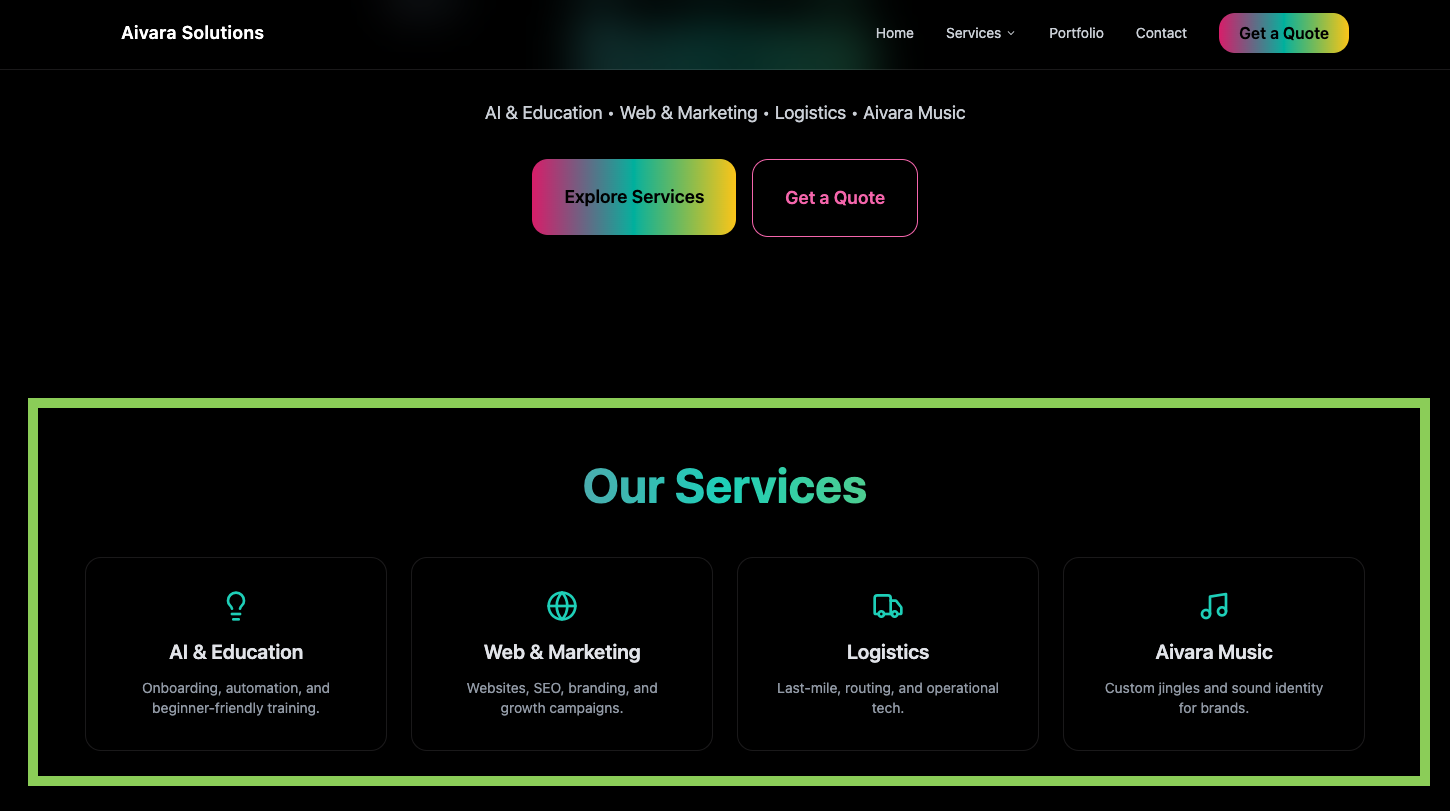 Aivara Solutions
Home
Services
Portfolio
Contact
Get a Quote
AI & Education • Web & Marketing • Logistics • Aivara Music
Explore Services
Get a Quote
Our Services
AI & Education
Onboarding, automation, and
beginner-friendly training.
Web & Marketing
Websites, SEO, branding, and
growth campaigns.
Logistics
Last-mile, routing, and operational
tech.
Aivara Music
Custom jingles and sound identity
for brands.